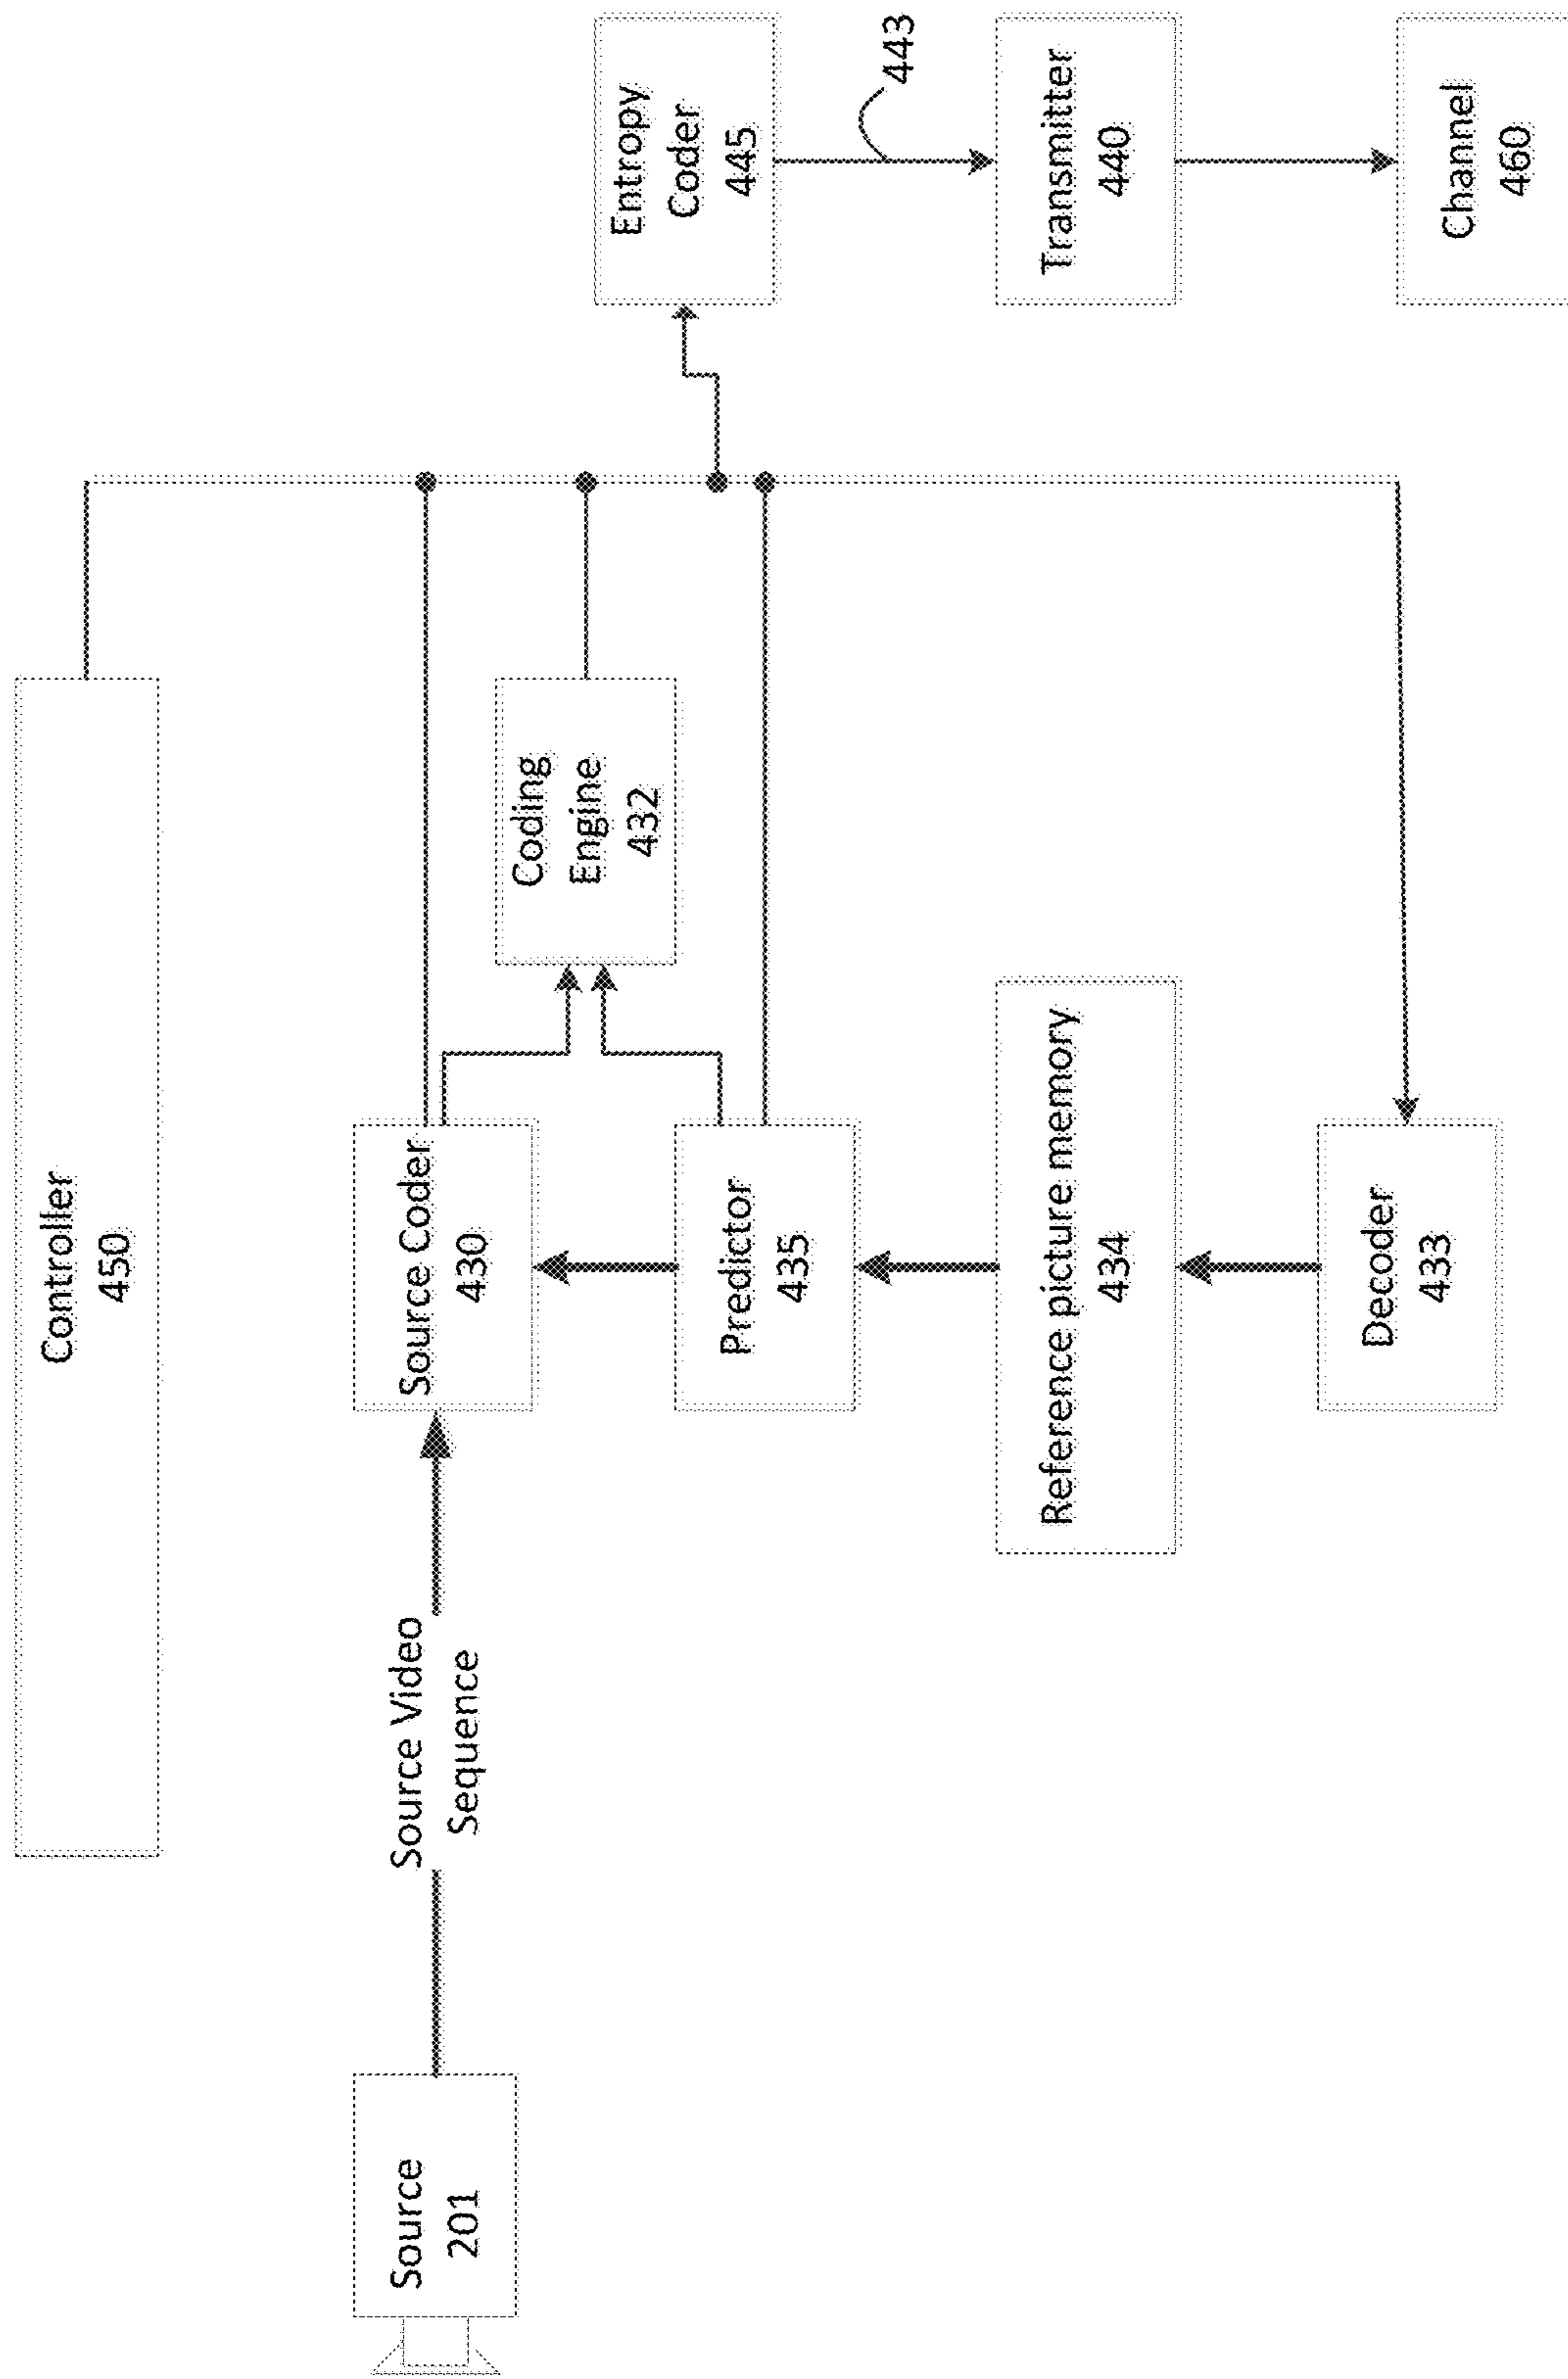 Controller
450
Source
201
Source Video
Sequence
Source Coder
430
Coding
Engine
432
Predictor
435
Reference picture memory
434
Decoder
433
Entropy
Coder
445
443
Transmitter
440
Channel
460